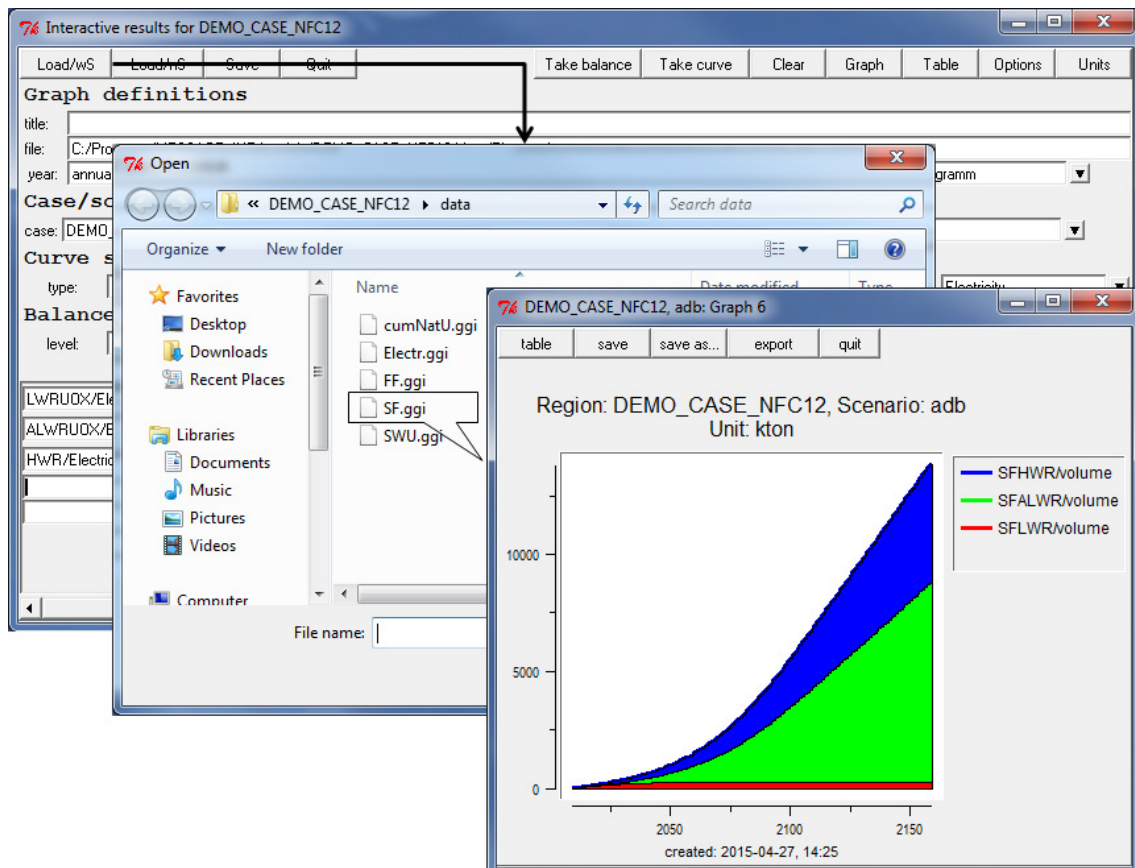 Interactive results for DEMO_CASE_NFC12
Load/wS Load/nS Save Quit Take balance Take curve Clear Graph Table Options Units
Graph definitions
title:
file: C:/Pro
year: annua gramm
Case/sc
case: DEMO_
Curve s
type: Electricity
Balance
level:
LWRUOX/Ele
ALWRUOX/E
HWR/Electric
Open
« DEMO_CASE_NFC12 data Search data
Organize New folder
Name Date modified Type
Favorites
Desktop
Downloads
Recent Places
Libraries
Documents
Music
Pictures
Videos
Computer
cumNatU.ggi
Electr.ggi
FF.ggi
SF.ggi
SWU.ggi
File name:
DEMO_CASE_NFC12, adb: Graph 6
table save save as... export quit
Region: DEMO_CASE_NFC12, Scenario: adb
Unit: kton
SFHWR/volume
SFALWR/volume
SFLWR/volume
10000
5000
0
2050 2100 2150
created: 2015-04-27, 14:25